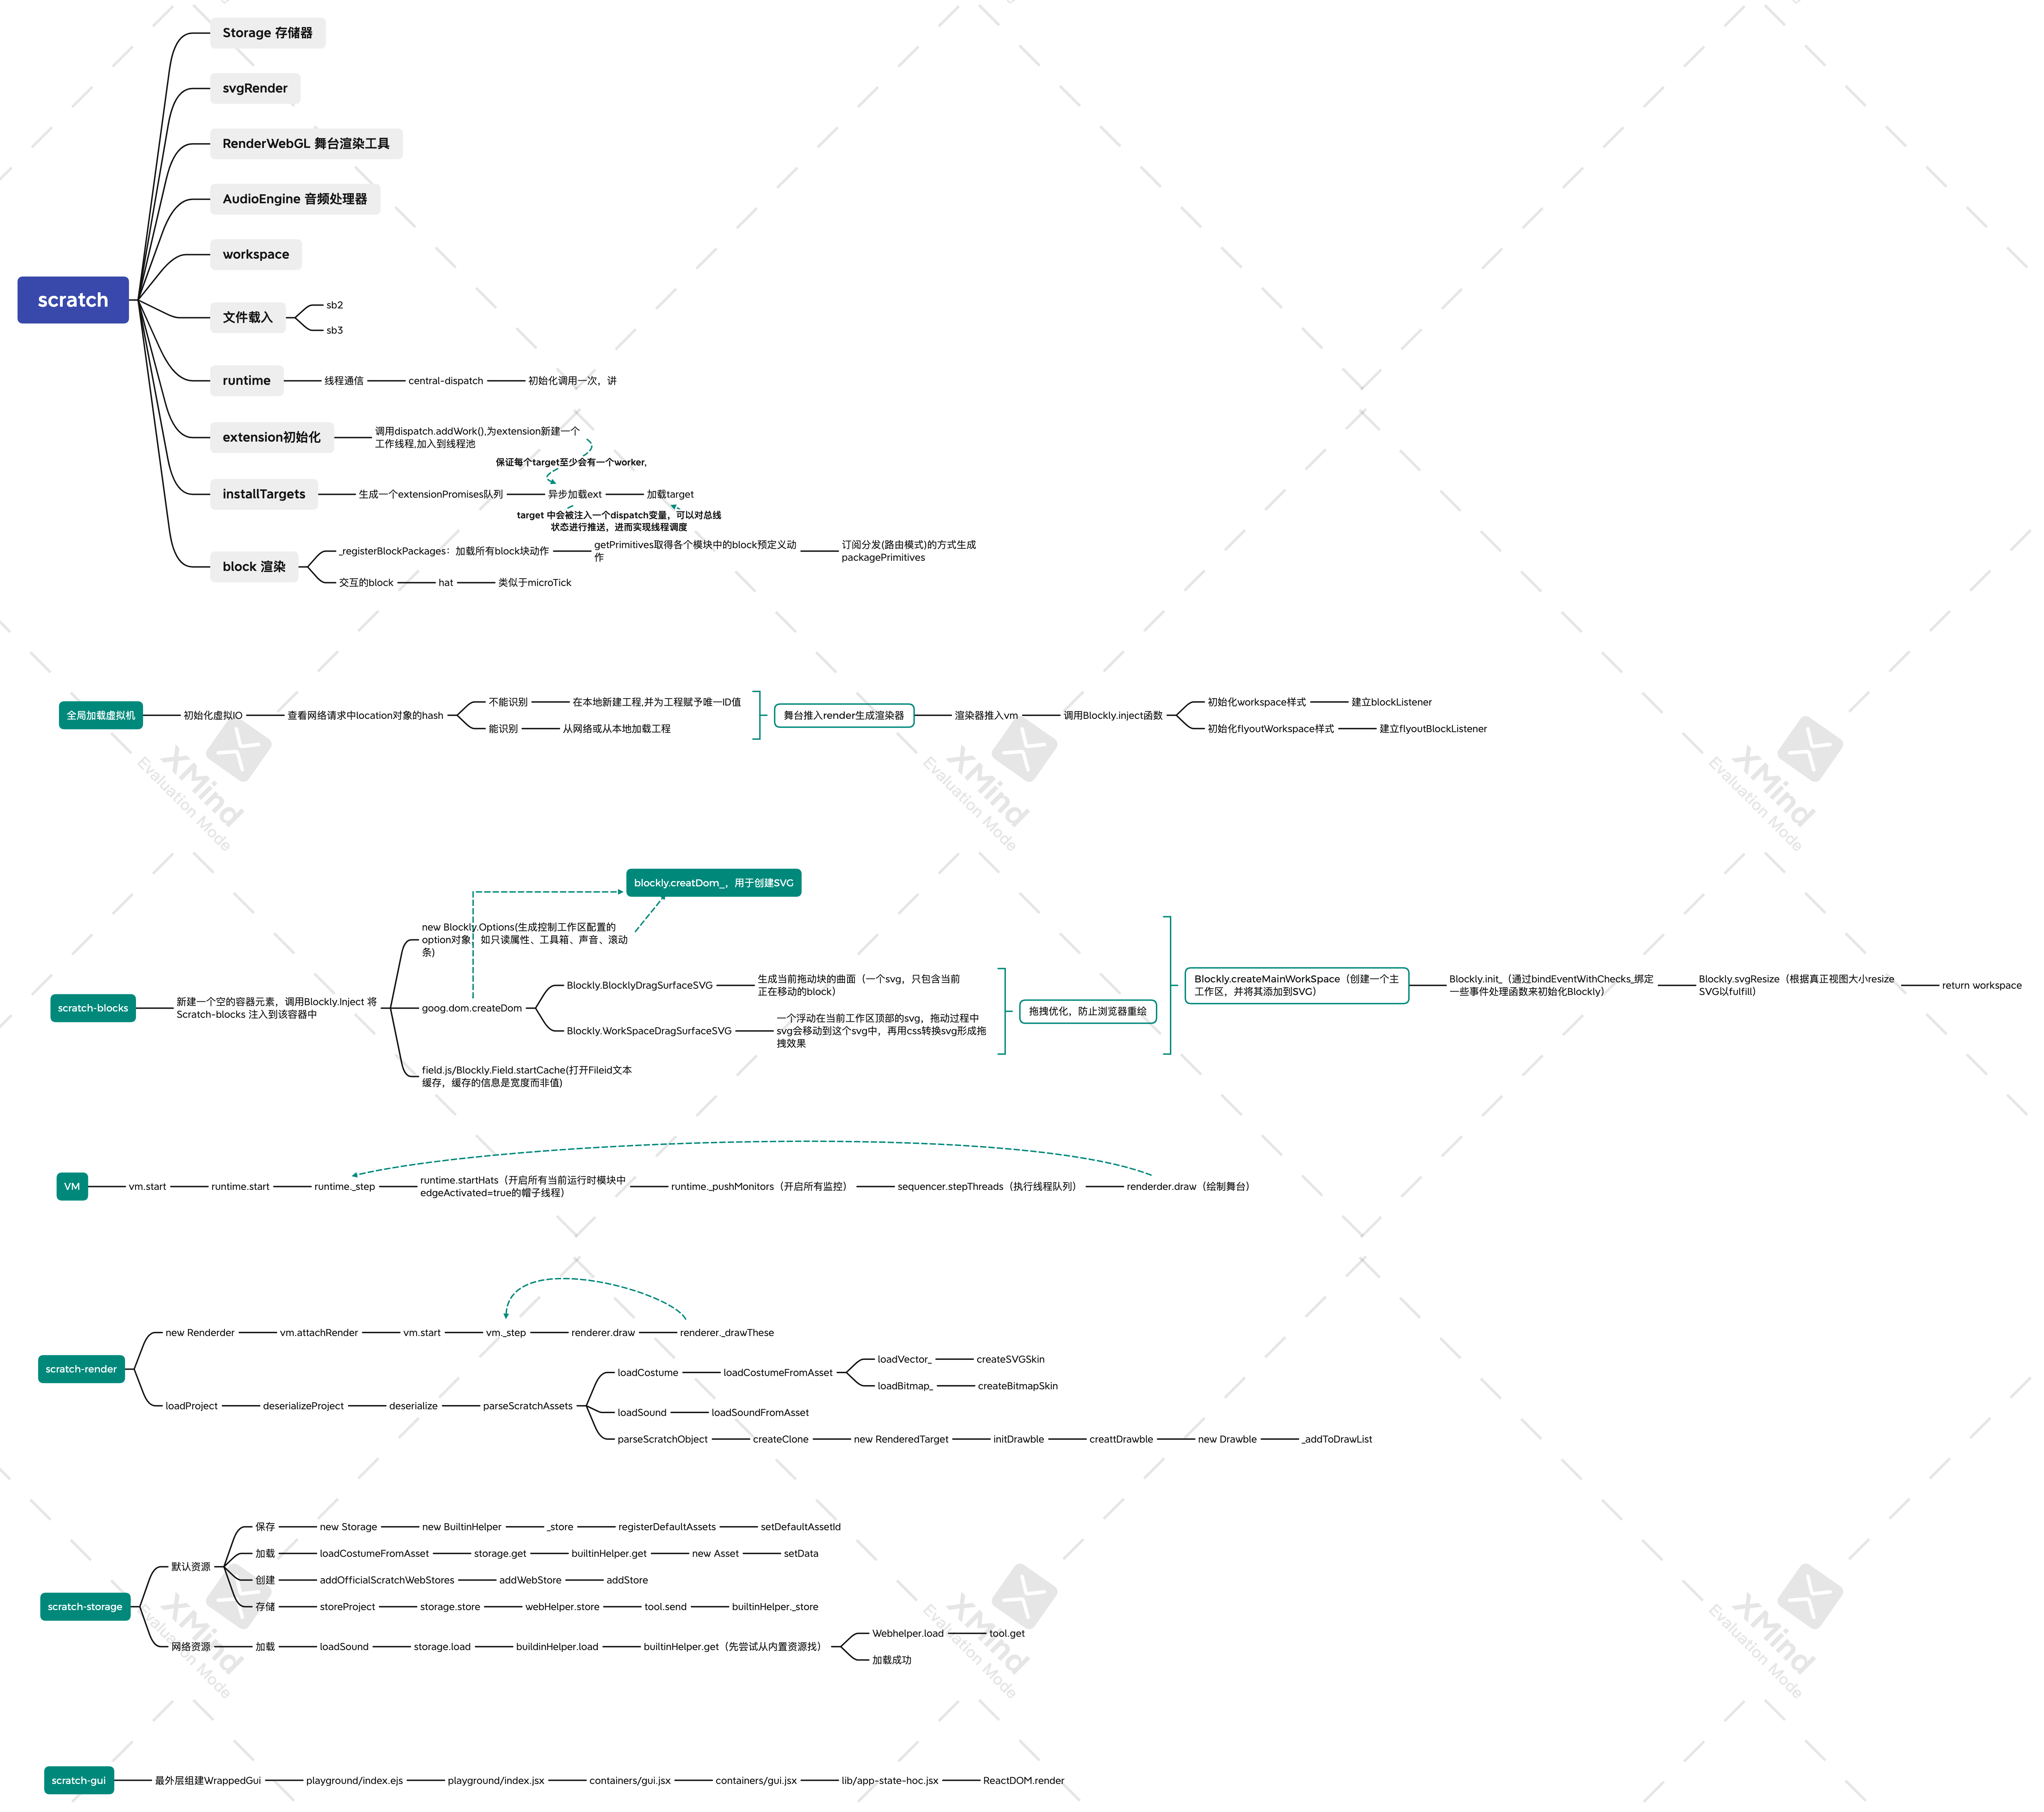 scratch
Storage 存储器
svgRender
RenderWebGL 舞台渲染工具
AudioEngine 音频处理器
workspace
文件载入
sb2
sb3
runtime
线程通信
central-dispatch
初始化调用一次，讲
extension初始化
调用dispatch.addWork(),为extension新建一个
工作线程,加入到线程池
保证每个target至少会有一个worker,
installTargets
生成一个extensionPromises队列
异步加载ext
加载target
target 中会被注入一个dispatch变量，可以对总线
状态进行推送，进而实现线程调度
block 渲染
_registerBlockPackages：加载所有block块动作
getPrimitives取得各个模块中的block预定义动
作
订阅分发(路由模式)的方式生成
packagePrimitives
交互的block
hat
类似于microTick
全局加载虚拟机
初始化虚拟IO
查看网络请求中location对象的hash
不能识别
在本地新建工程,并为工程赋予唯一ID值
能识别
从网络或从本地加载工程
舞台推入render生成渲染器
渲染器推入vm
调用Blockly.inject函数
初始化workspace样式
建立blockListener
初始化flyoutWorkspace样式
建立flyoutBlockListener
XMind
Evaluation Mode
XMind
Evaluation Mode
XMind
Evaluation Mode
scratch-blocks
新建一个空的容器元素，调用Blockly.Inject 将
Scratch-blocks 注入到该容器中
blockly.creatDom_，用于创建SVG
new Blockly.Options(生成控制工作区配置的
option对象，如只读属性、工具箱、声音、滚动
条)
goog.dom.createDom
Blockly.BlocklyDragSurfaceSVG
生成当前拖动块的曲面（一个svg，只包含当前
正在移动的block）
Blockly.WorkSpaceDragSurfaceSVG
一个浮动在当前工作区顶部的svg，拖动过程中
svg会移动到这个svg中，再用css转换svg形成拖
拽效果
拖拽优化，防止浏览器重绘
field.js/Blockly.Field.startCache(打开Fileid文本
缓存，缓存的信息是宽度而非值)
Blockly.createMainWorkSpace（创建一个主
工作区，并将其添加到SVG）
Blockly.init_（通过bindEventWithChecks_绑定
一些事件处理函数来初始化Blockly）
Blockly.svgResize（根据真正视图大小resize
SVG以fulfill）
return workspace
VM
vm.start
runtime.start
runtime._step
runtime.startHats（开启所有当前运行时模块中
edgeActivated=true的帽子线程）
runtime._pushMonitors（开启所有监控）
sequencer.stepThreads（执行线程队列）
renderder.draw（绘制舞台）
scratch-render
new Renderder
vm.attachRender
vm.start
vm._step
renderer.draw
renderer._drawThese
loadProject
deserializeProject
deserialize
parseScratchAssets
loadCostume
loadCostumeFromAsset
loadVector_
createSVGSkin
loadBitmap_
createBitmapSkin
loadSound
loadSoundFromAsset
parseScratchObject
createClone
new RenderedTarget
initDrawble
creattDrawble
new Drawble
_addToDrawList
scratch-storage
默认资源
保存
new Storage
new BuiltinHelper
_store
registerDefaultAssets
setDefaultAssetId
加载
loadCostumeFromAsset
storage.get
builtinHelper.get
new Asset
setData
创建
addOfficialScratchWebStores
addWebStore
addStore
存储
storeProject
storage.store
webHelper.store
tool.send
builtinHelper._store
网络资源
加载
loadSound
storage.load
buildinHelper.load
builtinHelper.get（先尝试从内置资源找）
Webhelper.load
tool.get
加载成功
XMind
Evaluation Mode
XMind
Evaluation Mode
XMind
Evaluation Mode
scratch-gui
最外层组建WrappedGui
playground/index.ejs
playground/index.jsx
containers/gui.jsx
containers/gui.jsx
lib/app-state-hoc.jsx
ReactDOM.render